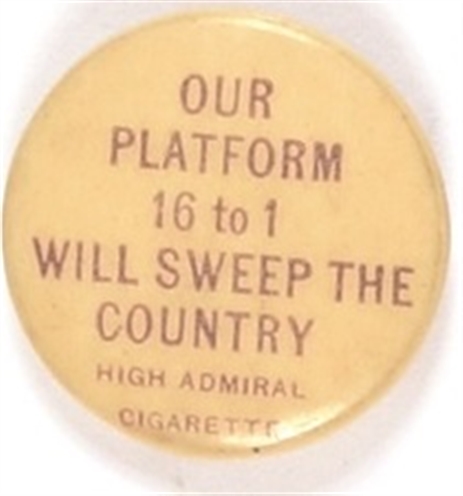 OUR
PLATFORM
16 to 1
WILL SWEEP THE
COUNTRY
HIGH ADMIRAL
CIGARETTE